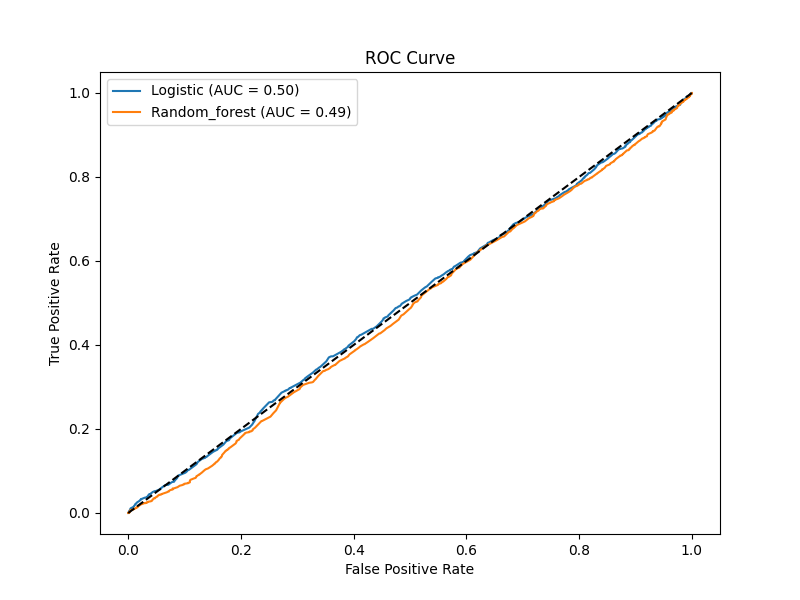 ROC Curve
Logistic (AUC = 0.50)
Random_forest (AUC = 0.49)
True Positive Rate
1.0
0.8
0.6
0.4
0.2
0.0
0.0 0.2 0.4 0.6 0.8 1.0
False Positive Rate